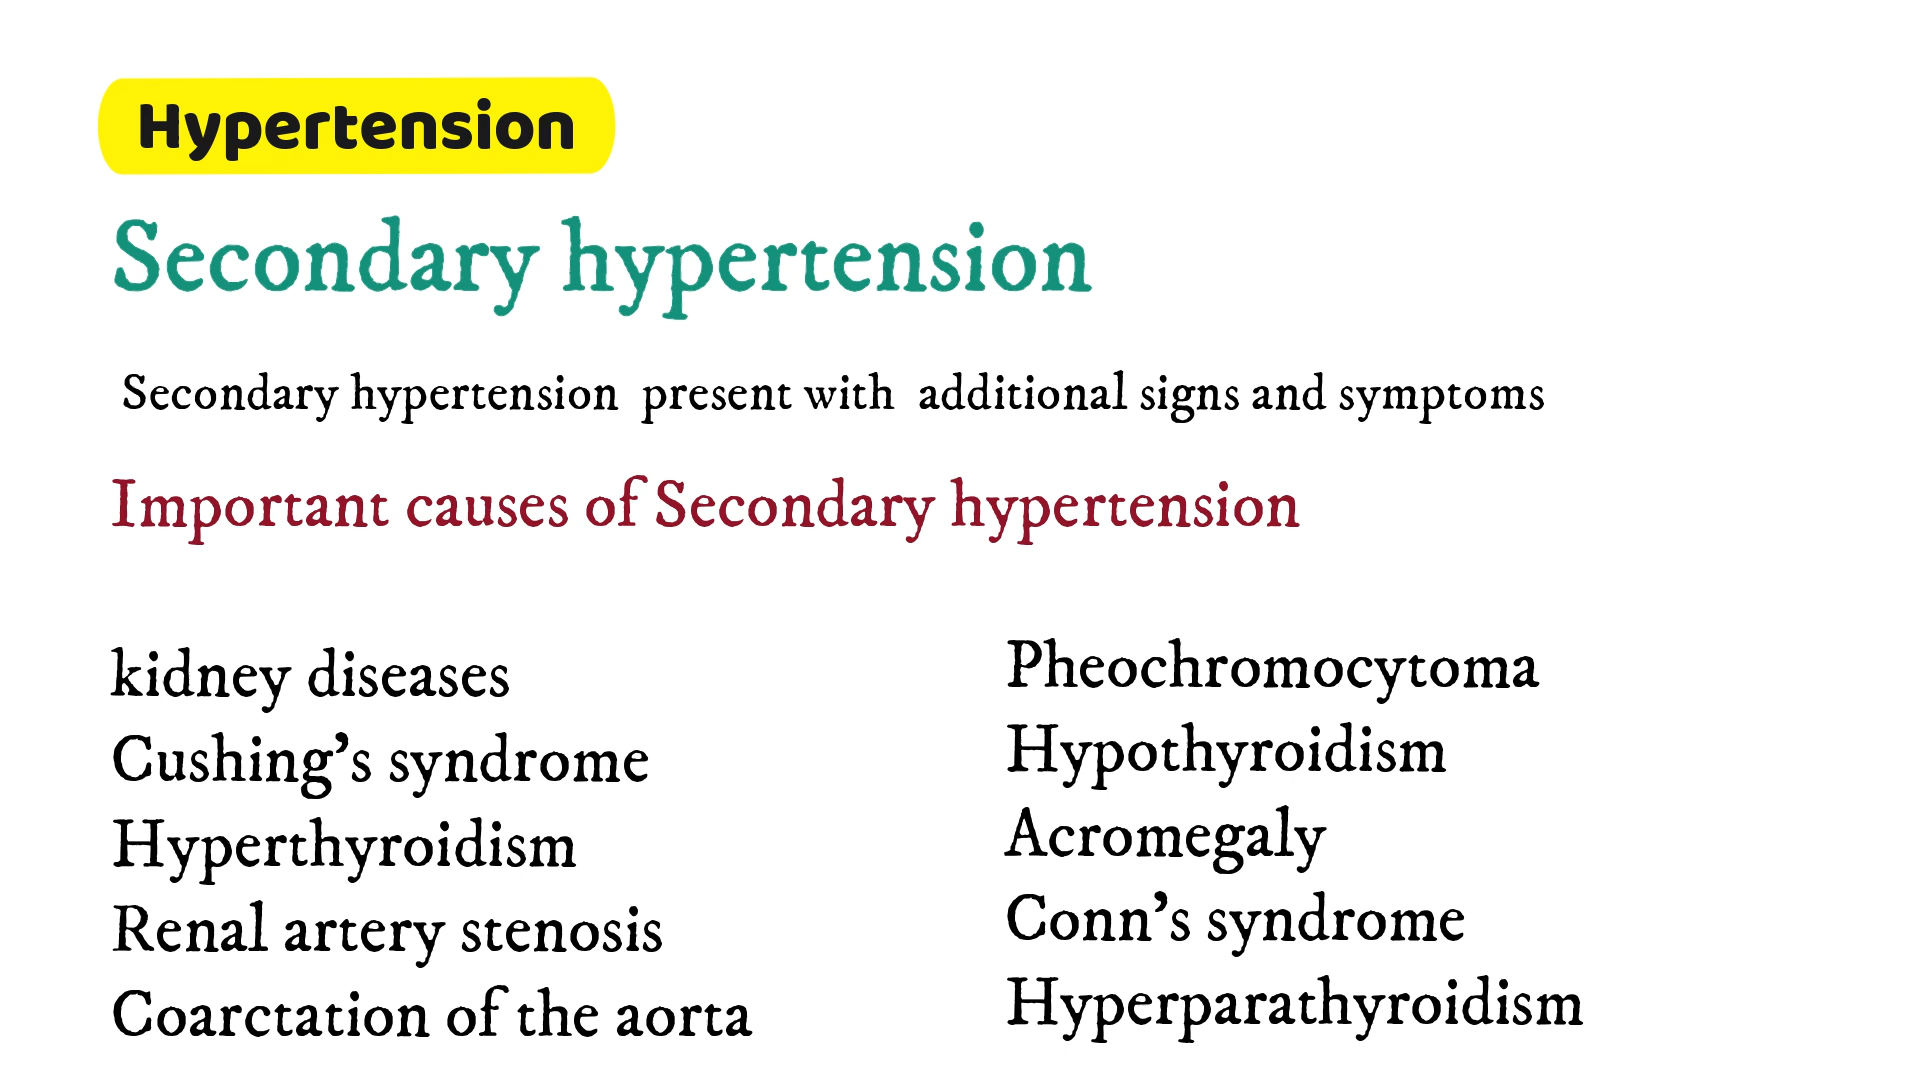 Hypertension
Secondary hypertension
Secondary hypertension present with additional signs and symptoms
Important causes of Secondary hypertension
kidney diseases
Cushing’s syndrome
Hyperthyroidism
Renal artery stenosis
Coarctation of the aorta
Pheochromocytoma
Hypothyroidism
Acromegaly
Conn’s syndrome
Hyperparathyroidism